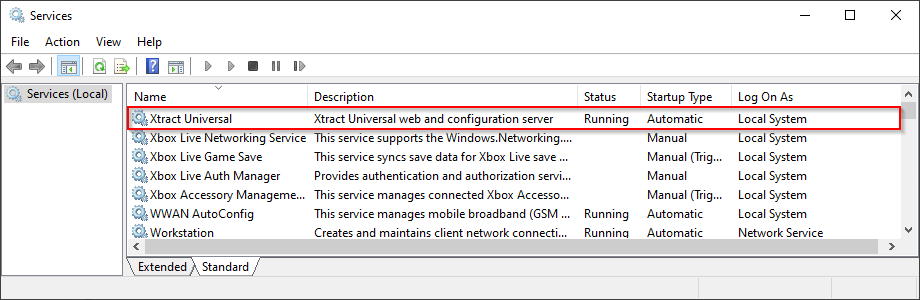 Services
File Action View Help
Services (Local)
Name Description Status Startup Type Log On As
Xtract Universal Xtract Universal web and configuration server Running Automatic Local System
Xbox Live Networking Service This service supports the Windows.Networking.... Manual Local System
Xbox Live Game Save This service syncs save data for Xbox Live save ... Manual (Trig... Local System
Xbox Live Auth Manager Provides authentication and authorization servi... Manual Local System
Xbox Accessory Manageme... This service manages connected Xbox Accesso... Manual (Trig... Local System
WWAN AutoConfig This service manages mobile broadband (GSM ... Running Automatic Local System
Workstation Creates and maintains client network connecti... Running Automatic Network Service
Extended Standard